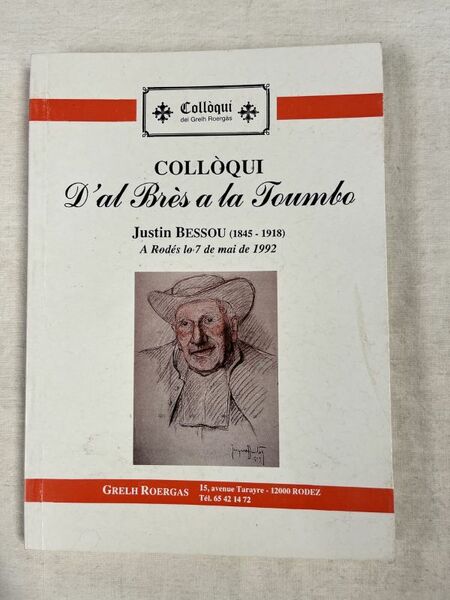 Collòqui
del Grelh Roergàs
COLLÒQUI
D'al Brès a la Toumbo
Justin BESSOU (1845 - 1918)
A Rodés lo 7 de mai de 1992
GRELH ROERGAS
15, avenue Tarayre - 12000 RODEZ
Tél. 65 42 14 72